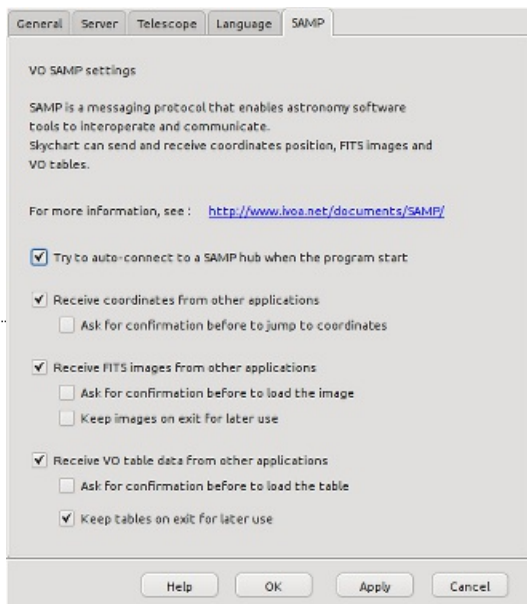 General Server Telescope Language SAMP
VO SAMP settings
SAMP is a messaging protocol that enables astronomy software
tools to interoperate and communicate.
Skychart can send and receive coordinates position, FITS images and
VO tables.
For more information, see : http://www.ivoa.net/documents/SAMP/
Try to auto-connect to a SAMP hub when the program start
Receive coordinates from other applications
Ask for confirmation before to jump to coordinates
Receive FITS images from other applications
Ask for confirmation before to load the image
Keep images on exit for later use
Receive VO table data from other applications
Ask for confirmation before to load the table
Keep tables on exit for later use
Help OK Apply Cancel